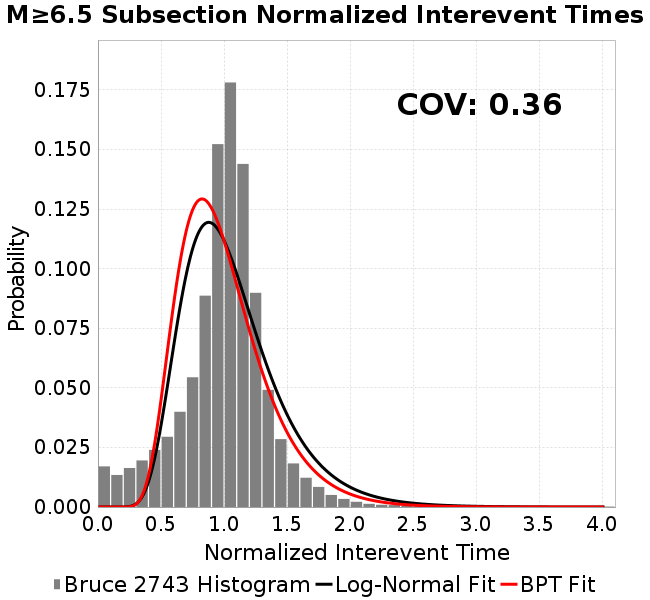 M≥6.5 Subsection Normalized Interevent Times
COV: 0.36
0.175
0.150
0.125
0.100
0.075
0.050
0.025
0.000
Probability
0.0 0.5 1.0 1.5 2.0 2.5 3.0 3.5 4.0
Normalized Interevent Time
Bruce 2743 Histogram Log-Normal Fit BPT Fit